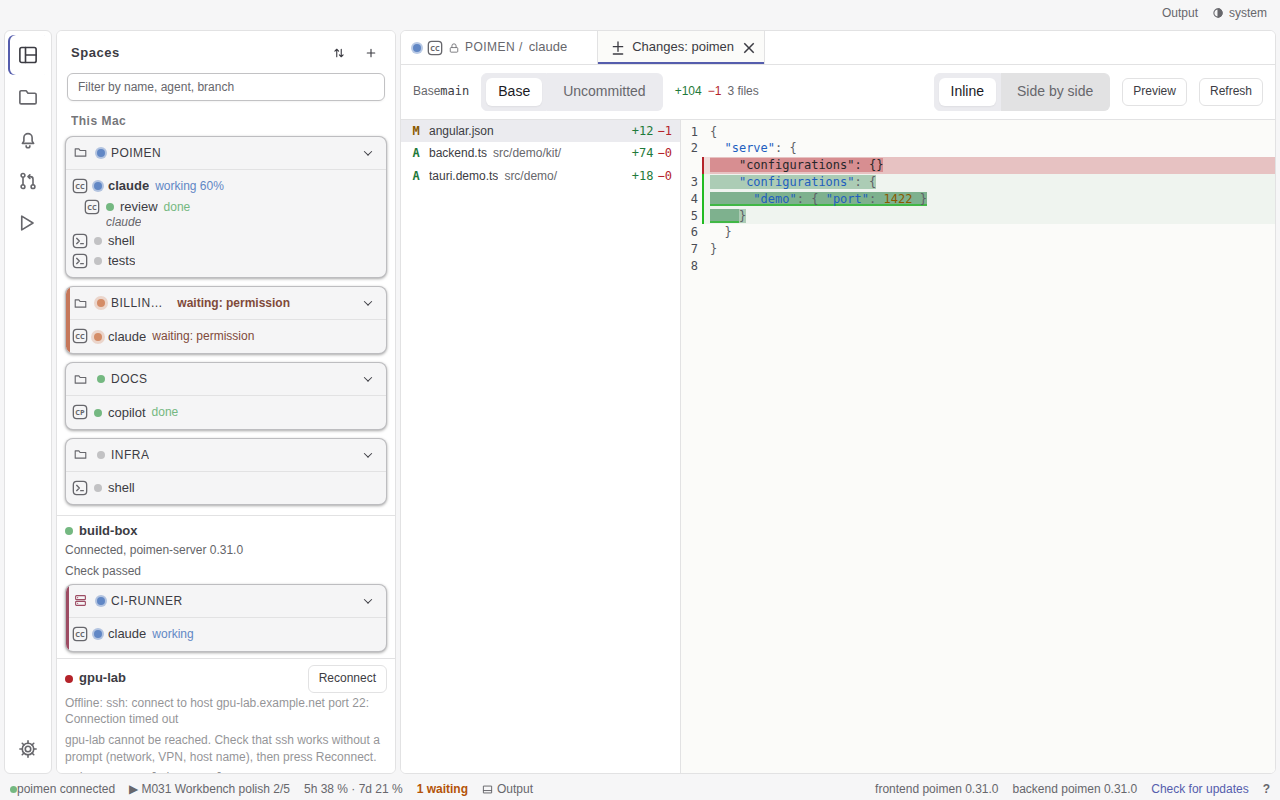 Output system
Spaces
Filter by name, agent, branch
This Mac
POIMEN
CC claude working 60%
CC review done
claude
shell
tests
BILLIN… waiting: permission
CC claude waiting: permission
DOCS
CP copilot done
INFRA
shell
build-box
Connected, poimen-server 0.31.0
Check passed
CI-RUNNER
CC claude working
gpu-lab Reconnect
Offline: ssh: connect to host gpu-lab.example.net port 22:
Connection timed out
gpu-lab cannot be reached. Check that ssh works without a
prompt (network, VPN, host name), then press Reconnect.
CC POIMEN / claude Changes: poimen
Base main Base Uncommitted +104 −1 3 files Inline Side by side Preview Refresh
M angular.json +12 −1
A backend.ts src/demo/kit/ +74 −0
A tauri.demo.ts src/demo/ +18 −0
1 {
2 "serve": {
"configurations": {}
3 "configurations": {
4 "demo": { "port": 1422 }
5 }
6 }
7 }
8
poimen connected ▶ M031 Workbench polish 2/5 5h 38 % · 7d 21 % 1 waiting Output frontend poimen 0.31.0 backend poimen 0.31.0 Check for updates ?